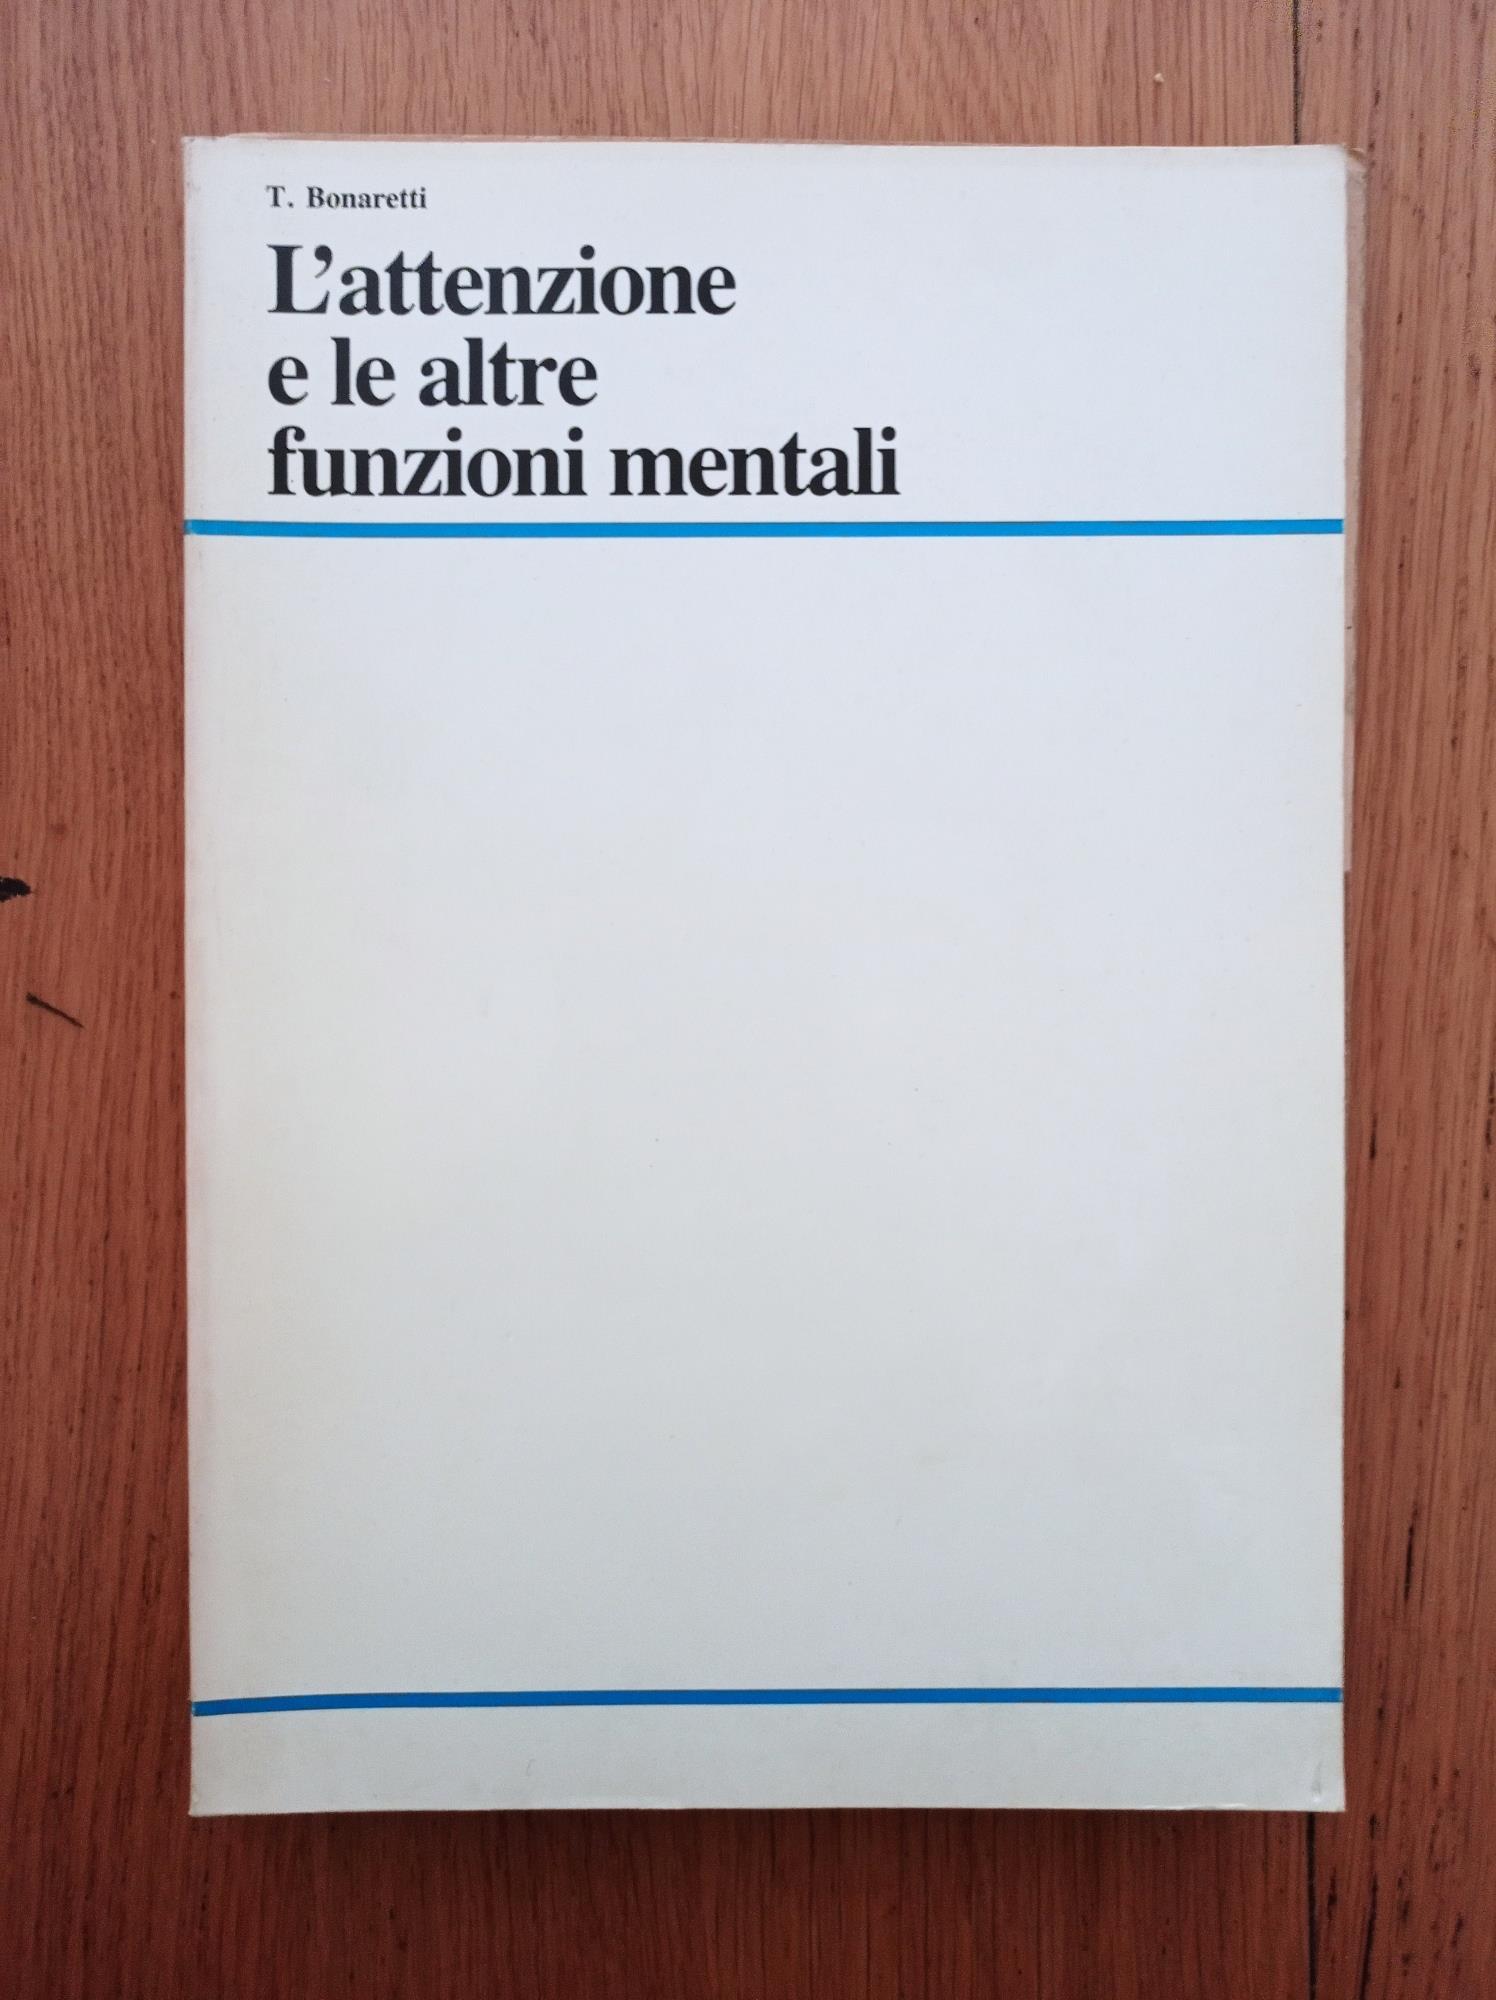 T. Bonaretti
L'attenzione
e le altre
funzioni mentali